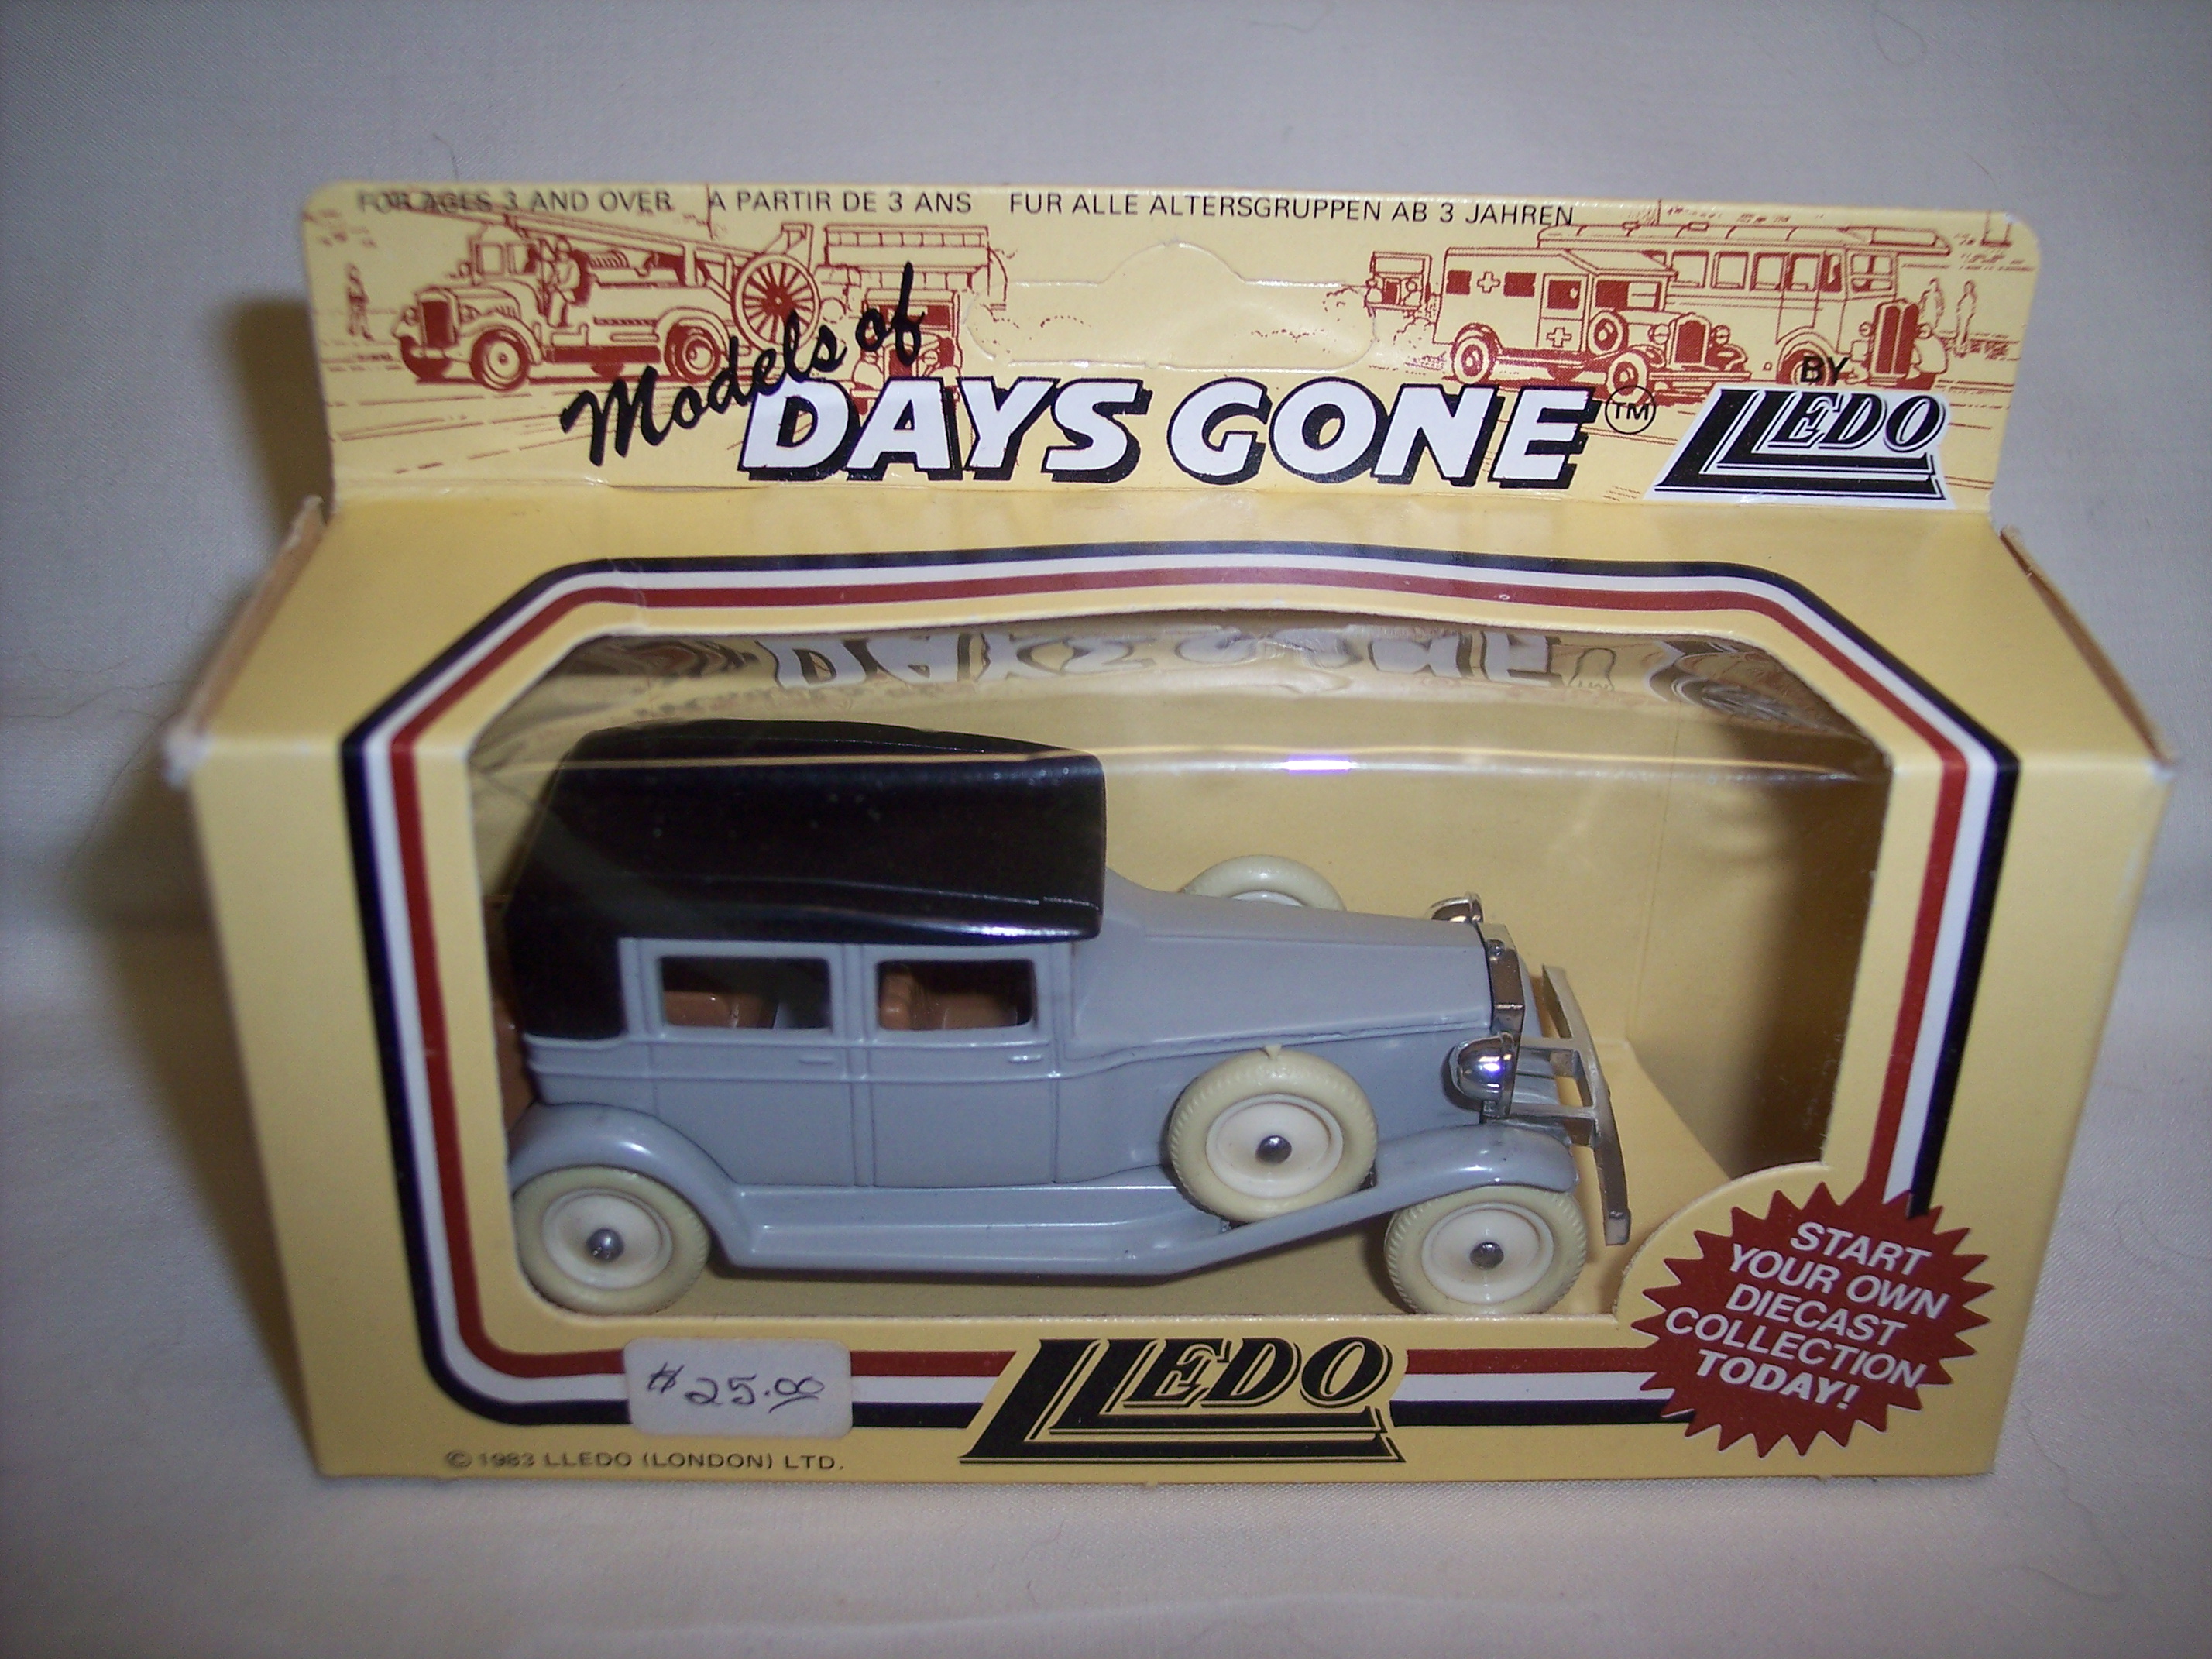 FOR AGES 3 AND OVER A PARTIR DE 3 ANS FUR ALLE ALTERSGRUPPEN AB 3 JAHREN
Models of
DAYS GONE TM
BY
LLEDO
START
YOUR OWN
DIECAST
COLLECTION
TODAY!
$25.00
LLEDO
© 1983 LLEDO (LONDON) LTD.